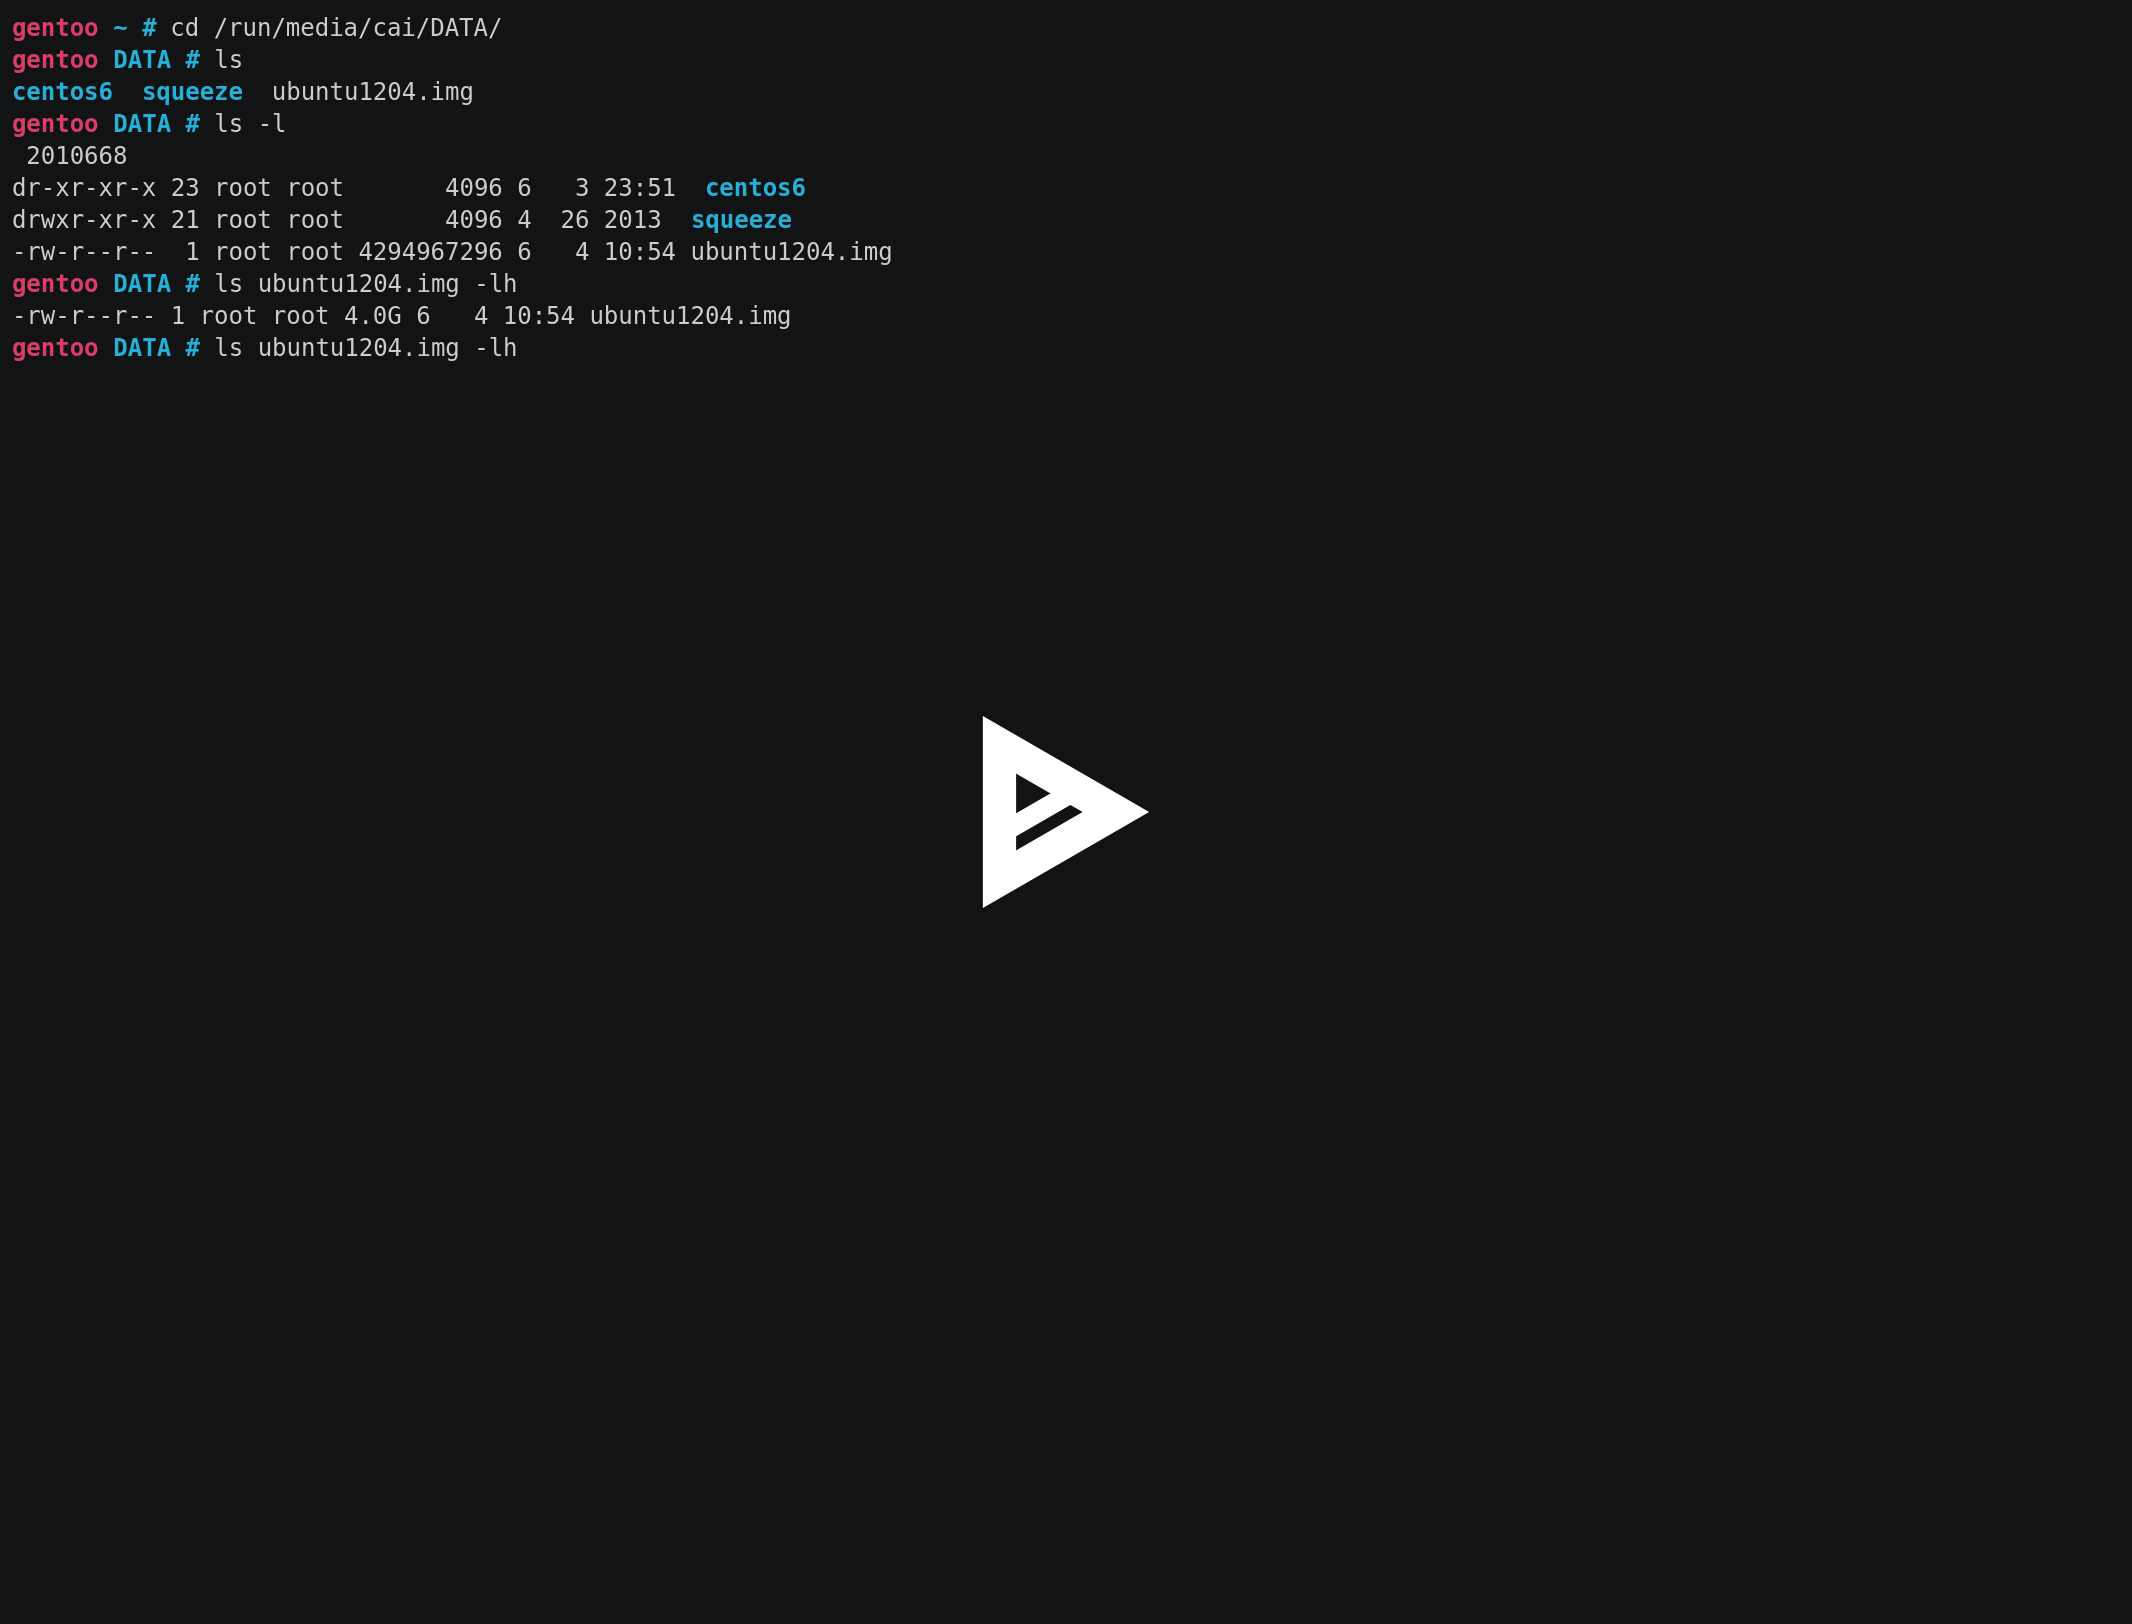 gentoo ~ # cd /run/media/cai/DATA/
gentoo DATA # ls
centos6  squeeze  ubuntu1204.img
gentoo DATA # ls -l
 2010668
dr-xr-xr-x 23 root root       4096 6   3 23:51  centos6
drwxr-xr-x 21 root root       4096 4  26 2013  squeeze
-rw-r--r--  1 root root 4294967296 6   4 10:54 ubuntu1204.img
gentoo DATA # ls ubuntu1204.img -lh
-rw-r--r-- 1 root root 4.0G 6   4 10:54 ubuntu1204.img
gentoo DATA # ls ubuntu1204.img -lh